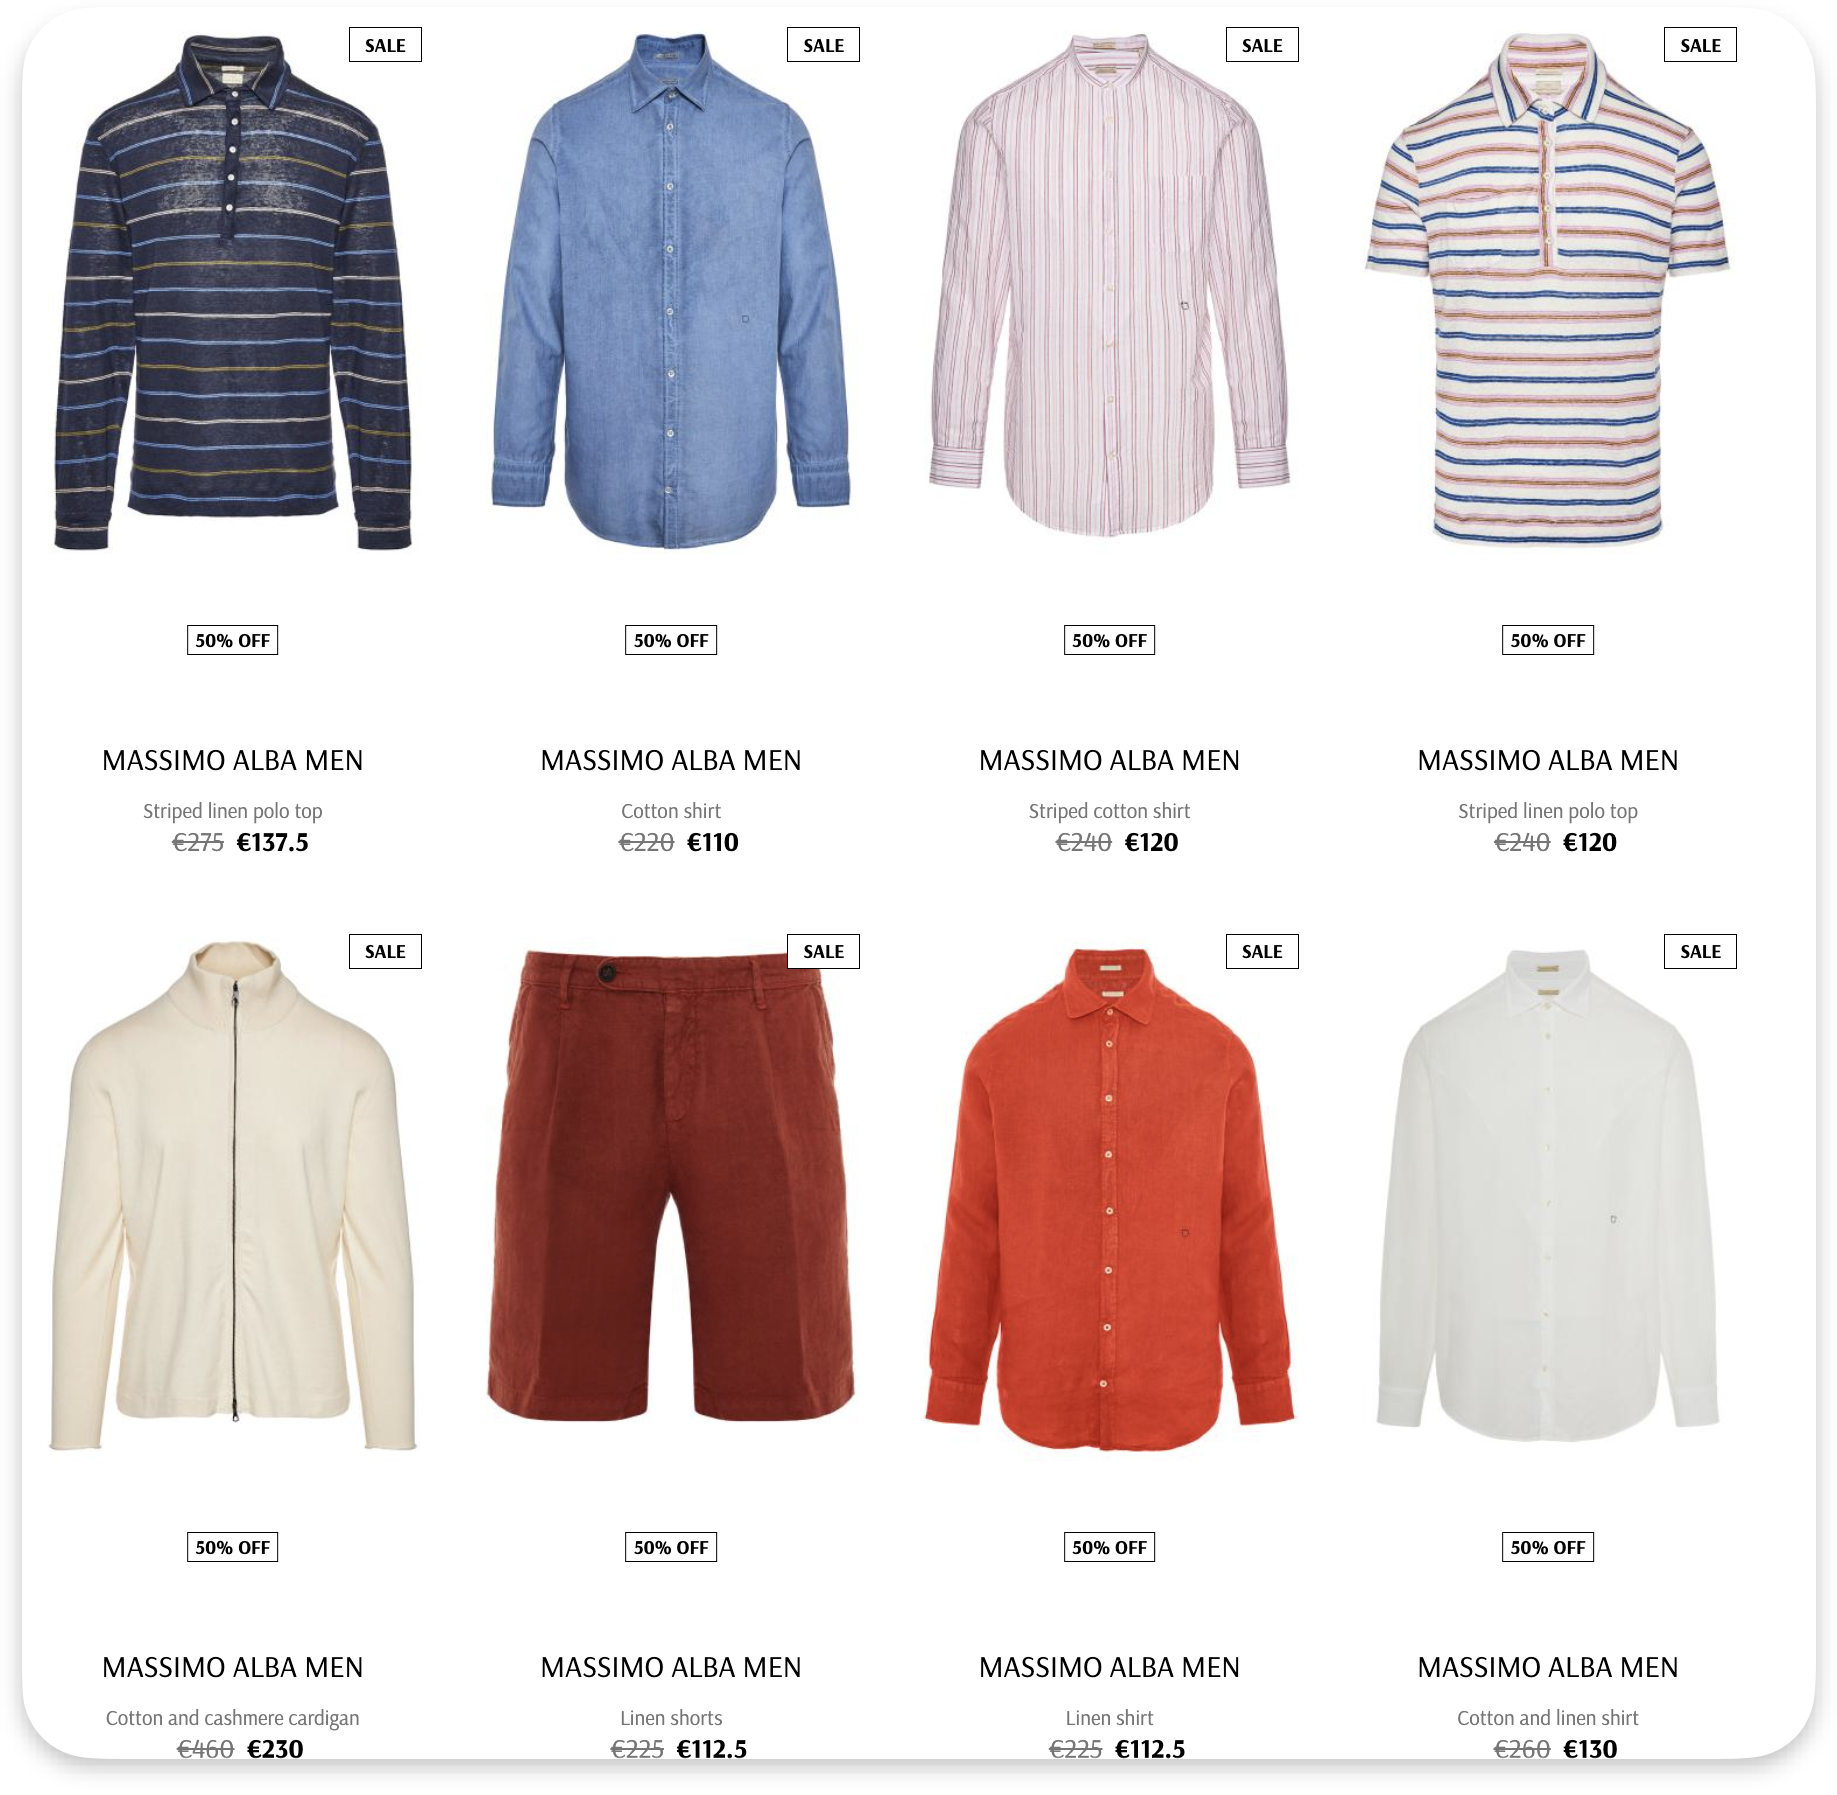 SALE
SALE
SALE
SALE
50% OFF
50% OFF
50% OFF
50% OFF
MASSIMO ALBA MEN
MASSIMO ALBA MEN
MASSIMO ALBA MEN
MASSIMO ALBA MEN
Striped linen polo top
Cotton shirt
Striped cotton shirt
Striped linen polo top
€275 €137.5
€220 €110
€240 €120
€240 €120
SALE
SALE
SALE
SALE
50% OFF
50% OFF
50% OFF
50% OFF
MASSIMO ALBA MEN
MASSIMO ALBA MEN
MASSIMO ALBA MEN
MASSIMO ALBA MEN
Cotton and cashmere cardigan
Linen shorts
Linen shirt
Cotton and linen shirt
€460 €230
€225 €112.5
€225 €112.5
€260 €130